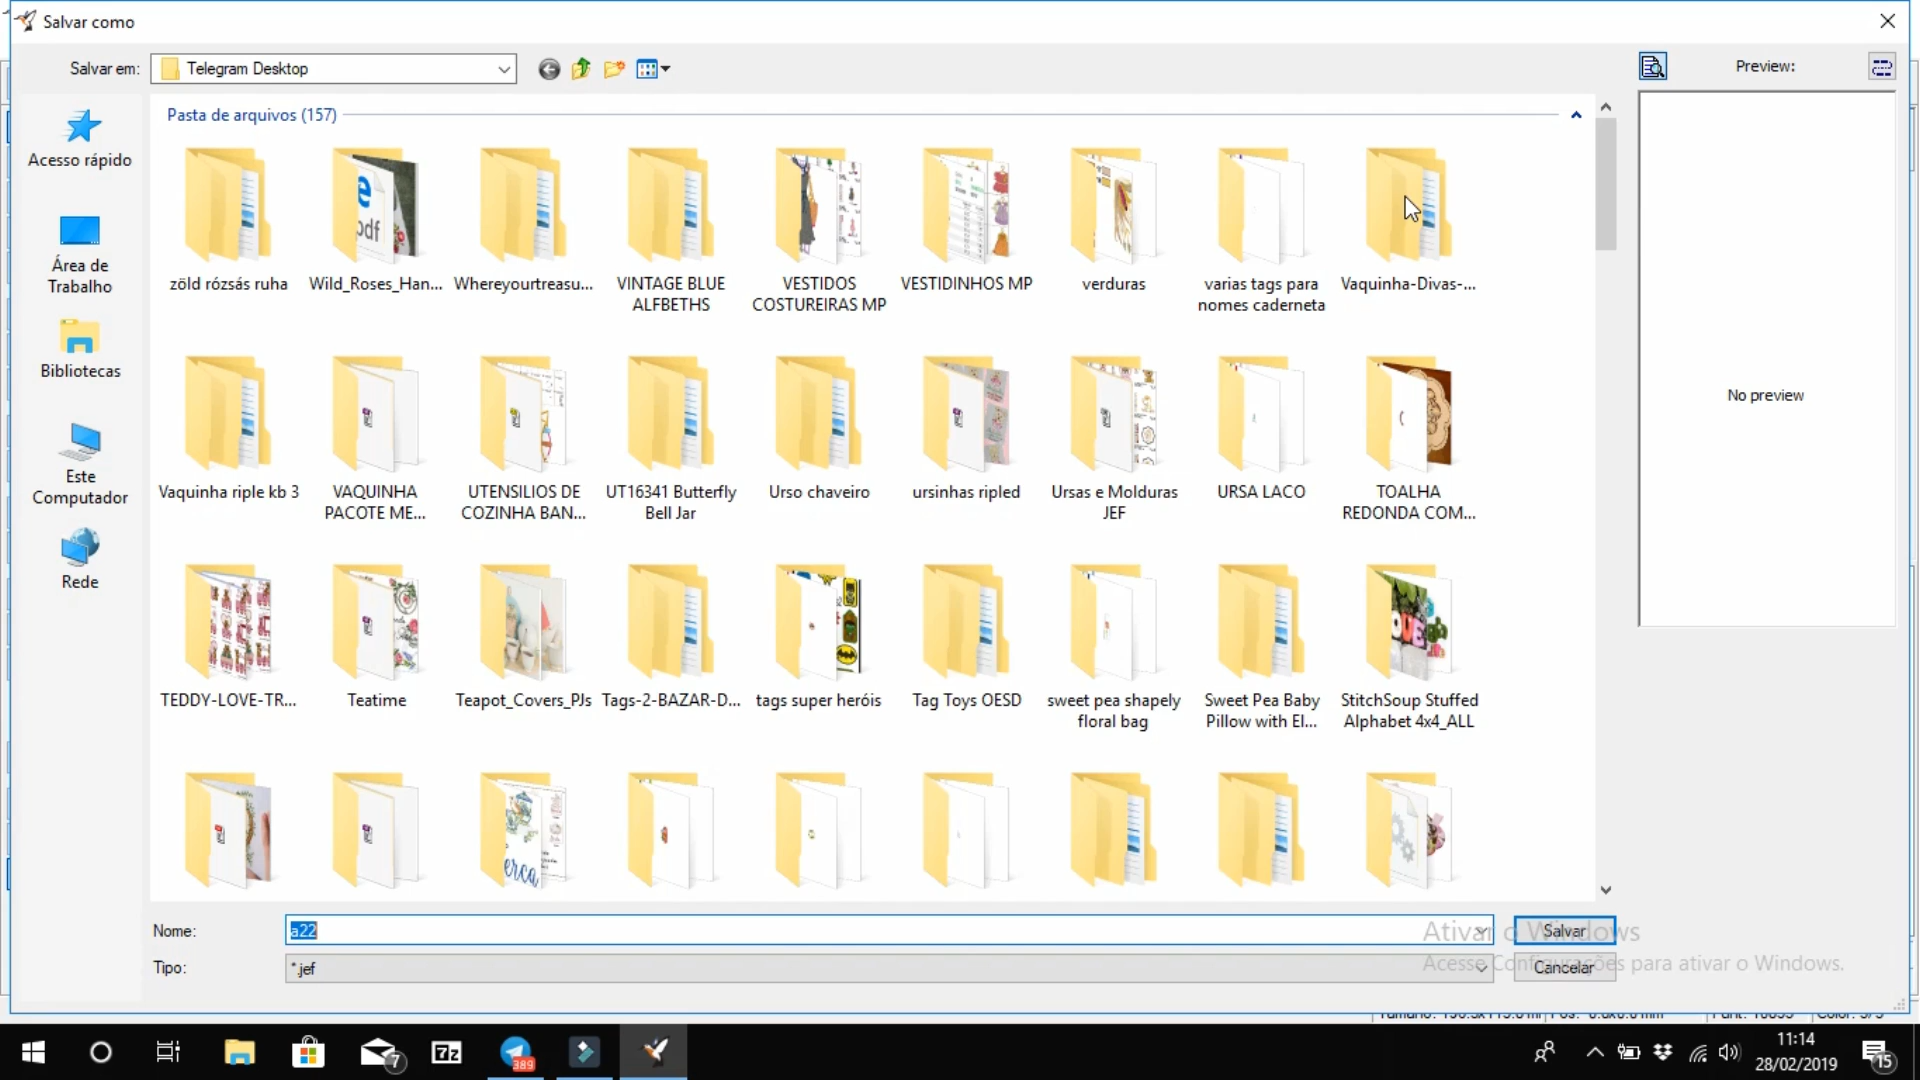 Salvar como
Salvar em:
Telegram Desktop
Preview:
Pasta de arquivos (157)
Acesso rápido
Área de
Trabalho
Bibliotecas
Este
Computador
Rede
zöld rózsás ruha
Wild_Roses_Han...
Whereyourtreasu...
VINTAGE BLUE
ALFBETHS
VESTIDOS
COSTUREIRAS MP
VESTIDINHOS MP
verduras
varias tags para
nomes caderneta
Vaquinha-Divas-...
No preview
Vaquinha riple kb 3
VAQUINHA
PACOTE ME...
UTENSILIOS DE
COZINHA BAN...
UT16341 Butterfly
Bell Jar
Urso chaveiro
ursinhas ripled
Ursas e Molduras
JEF
URSA LACO
TOALHA
REDONDA COM...
TEDDY-LOVE-TR...
Teatime
Teapot_Covers_PJs
Tags-2-BAZAR-D...
tags super heróis
Tag Toys OESD
sweet pea shapely
floral bag
Sweet Pea Baby
Pillow with El...
StitchSoup Stuffed
Alphabet 4x4_ALL
Nome:
a22
Salvar
Tipo:
*.jef
Cancelar
Ativar o Windows
Acesse Configurações para ativar o Windows.
7
7z
389
11:14
28/02/2019
15